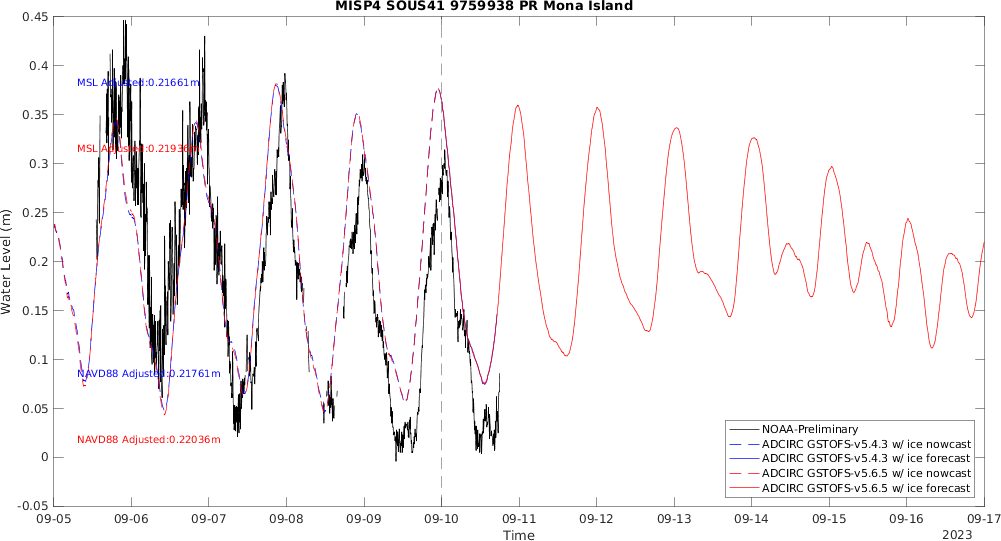 MISP4 SOUS41 9759938 PR Mona Island
0.45
0.4
0.35
0.3
0.25
0.2
0.15
0.1
0.05
0
-0.05
Water Level (m)
MSL Adjusted:0.21661m
MSL Adjusted:0.21936m
NAVD88 Adjusted:0.21761m
NAVD88 Adjusted:0.22036m
NOAA-Preliminary
ADCIRC GSTOFS-v5.4.3 w/ ice nowcast
ADCIRC GSTOFS-v5.4.3 w/ ice forecast
ADCIRC GSTOFS-v5.6.5 w/ ice nowcast
ADCIRC GSTOFS-v5.6.5 w/ ice forecast
09-05 09-06 09-07 09-08 09-09 09-10 09-11 09-12 09-13 09-14 09-15 09-16 09-17
Time
2023